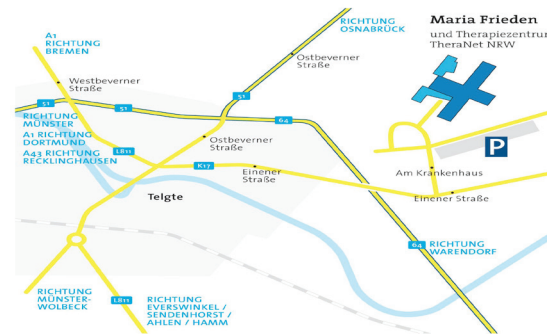 A1
RICHTUNG
BREMEN
RICHTUNG
OSNABRÜCK
Maria Frieden
und Therapiezentrum
TheraNet NRW
Ostbeverner
Straße
Westbeverner
Straße
51
51
51
64
RICHTUNG
MÜNSTER
A1 RICHTUNG
DORTMUND
A43 RICHTUNG
RECKLINGHAUSEN
L811
Ostbeverner
Straße
K17
Einener
Straße
P
Am Krankenhaus
Einener Straße
Telgte
64
RICHTUNG
WARENDORF
RICHTUNG
MÜNSTER-
WOLBECK
L811
RICHTUNG
EVERSWINKEL /
SENDENHORST /
AHLEN / HAMM